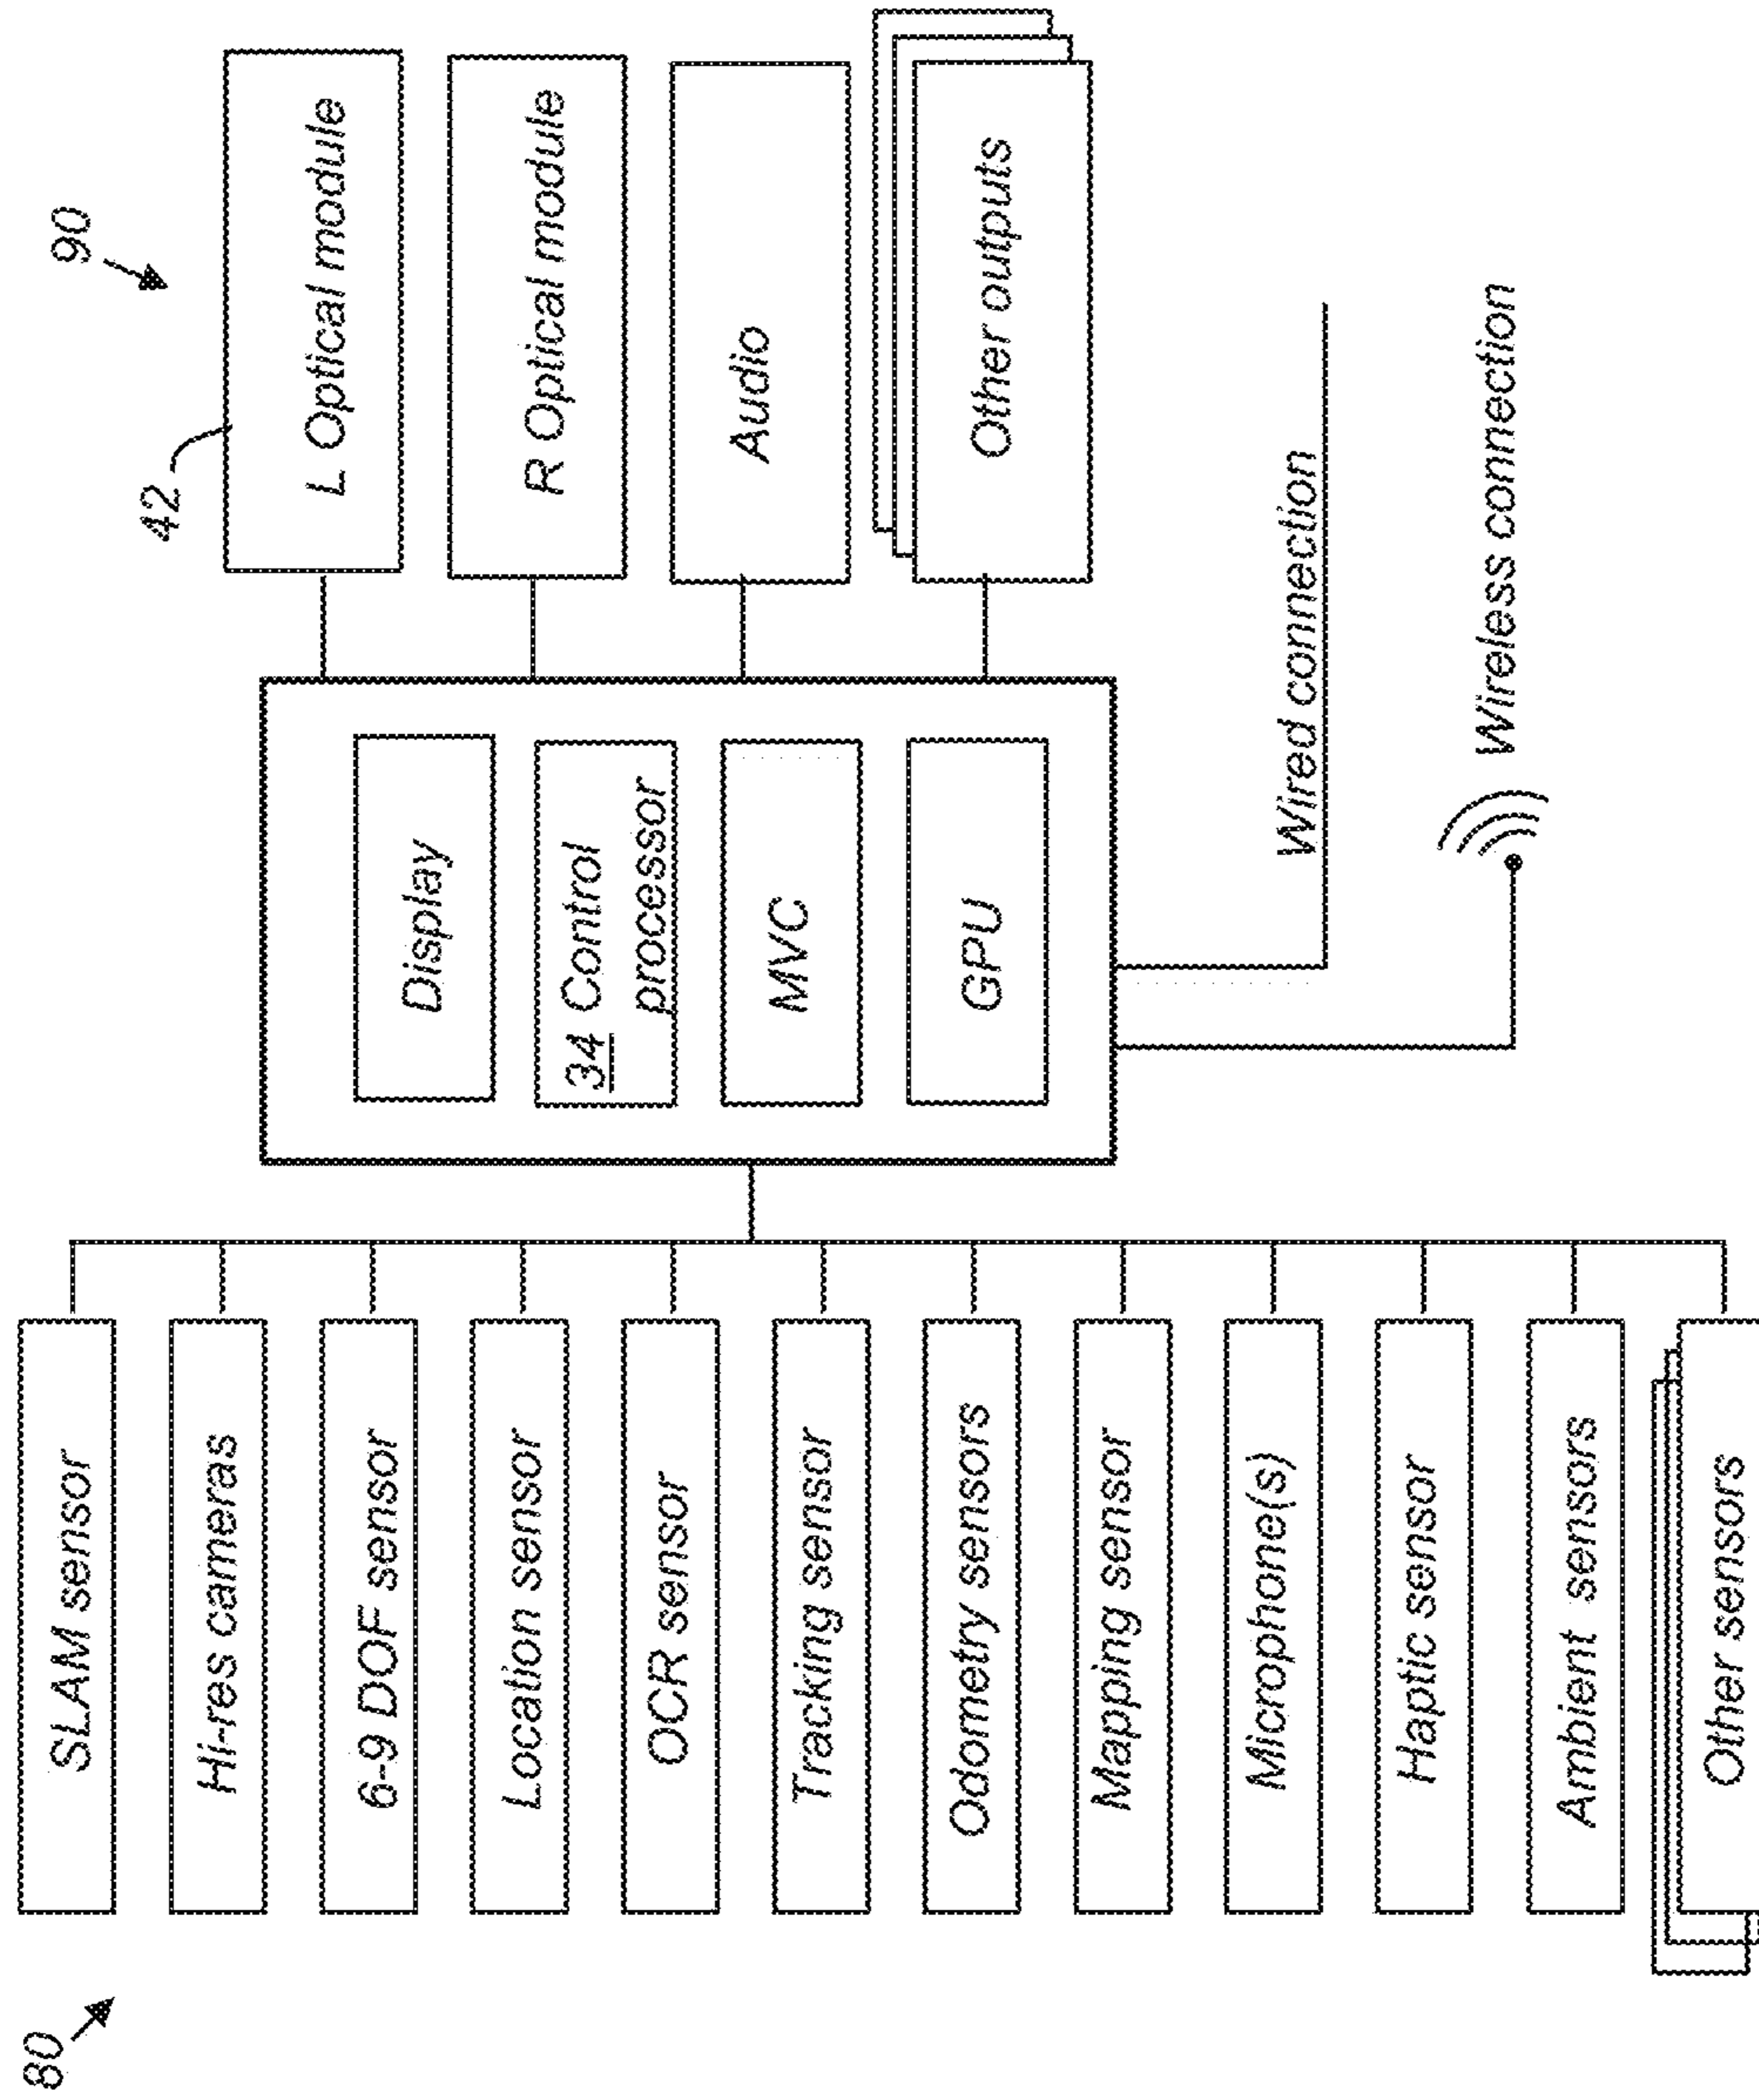 80
SLAM sensor
Hi-res cameras
6-9 DOF sensor
Location sensor
OCR sensor
Tracking sensor
Odometry sensors
Mapping sensor
Microphone(s)
Haptic sensor
Ambient sensors
Other sensors
Display
34 Control
processor
MVC
GPU
90
42
L Optical module
R Optical module
Audio
Other outputs
Wired connection
Wireless connection